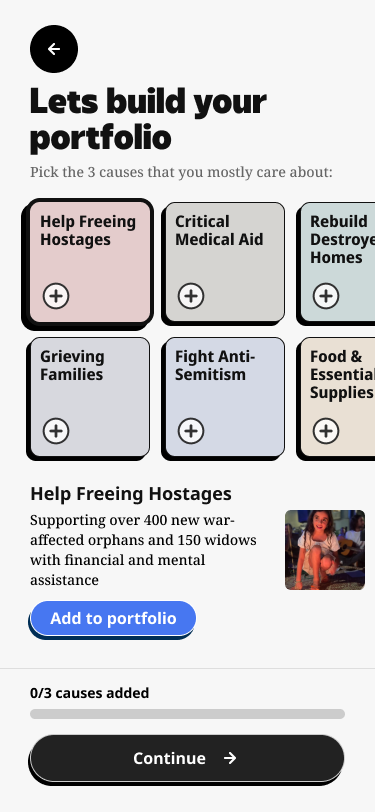 Lets build your
portfolio
Pick the 3 causes that you mostly care about:
Help Freeing
Hostages
Critical
Medical Aid
Rebuild
Destroye
Homes
Grieving
Families
Fight Anti-
Semitism
Food &
Essential
Supplies
Help Freeing Hostages
Supporting over 400 new war-
affected orphans and 150 widows
with financial and mental
assistance
Add to portfolio
0/3 causes added
Continue